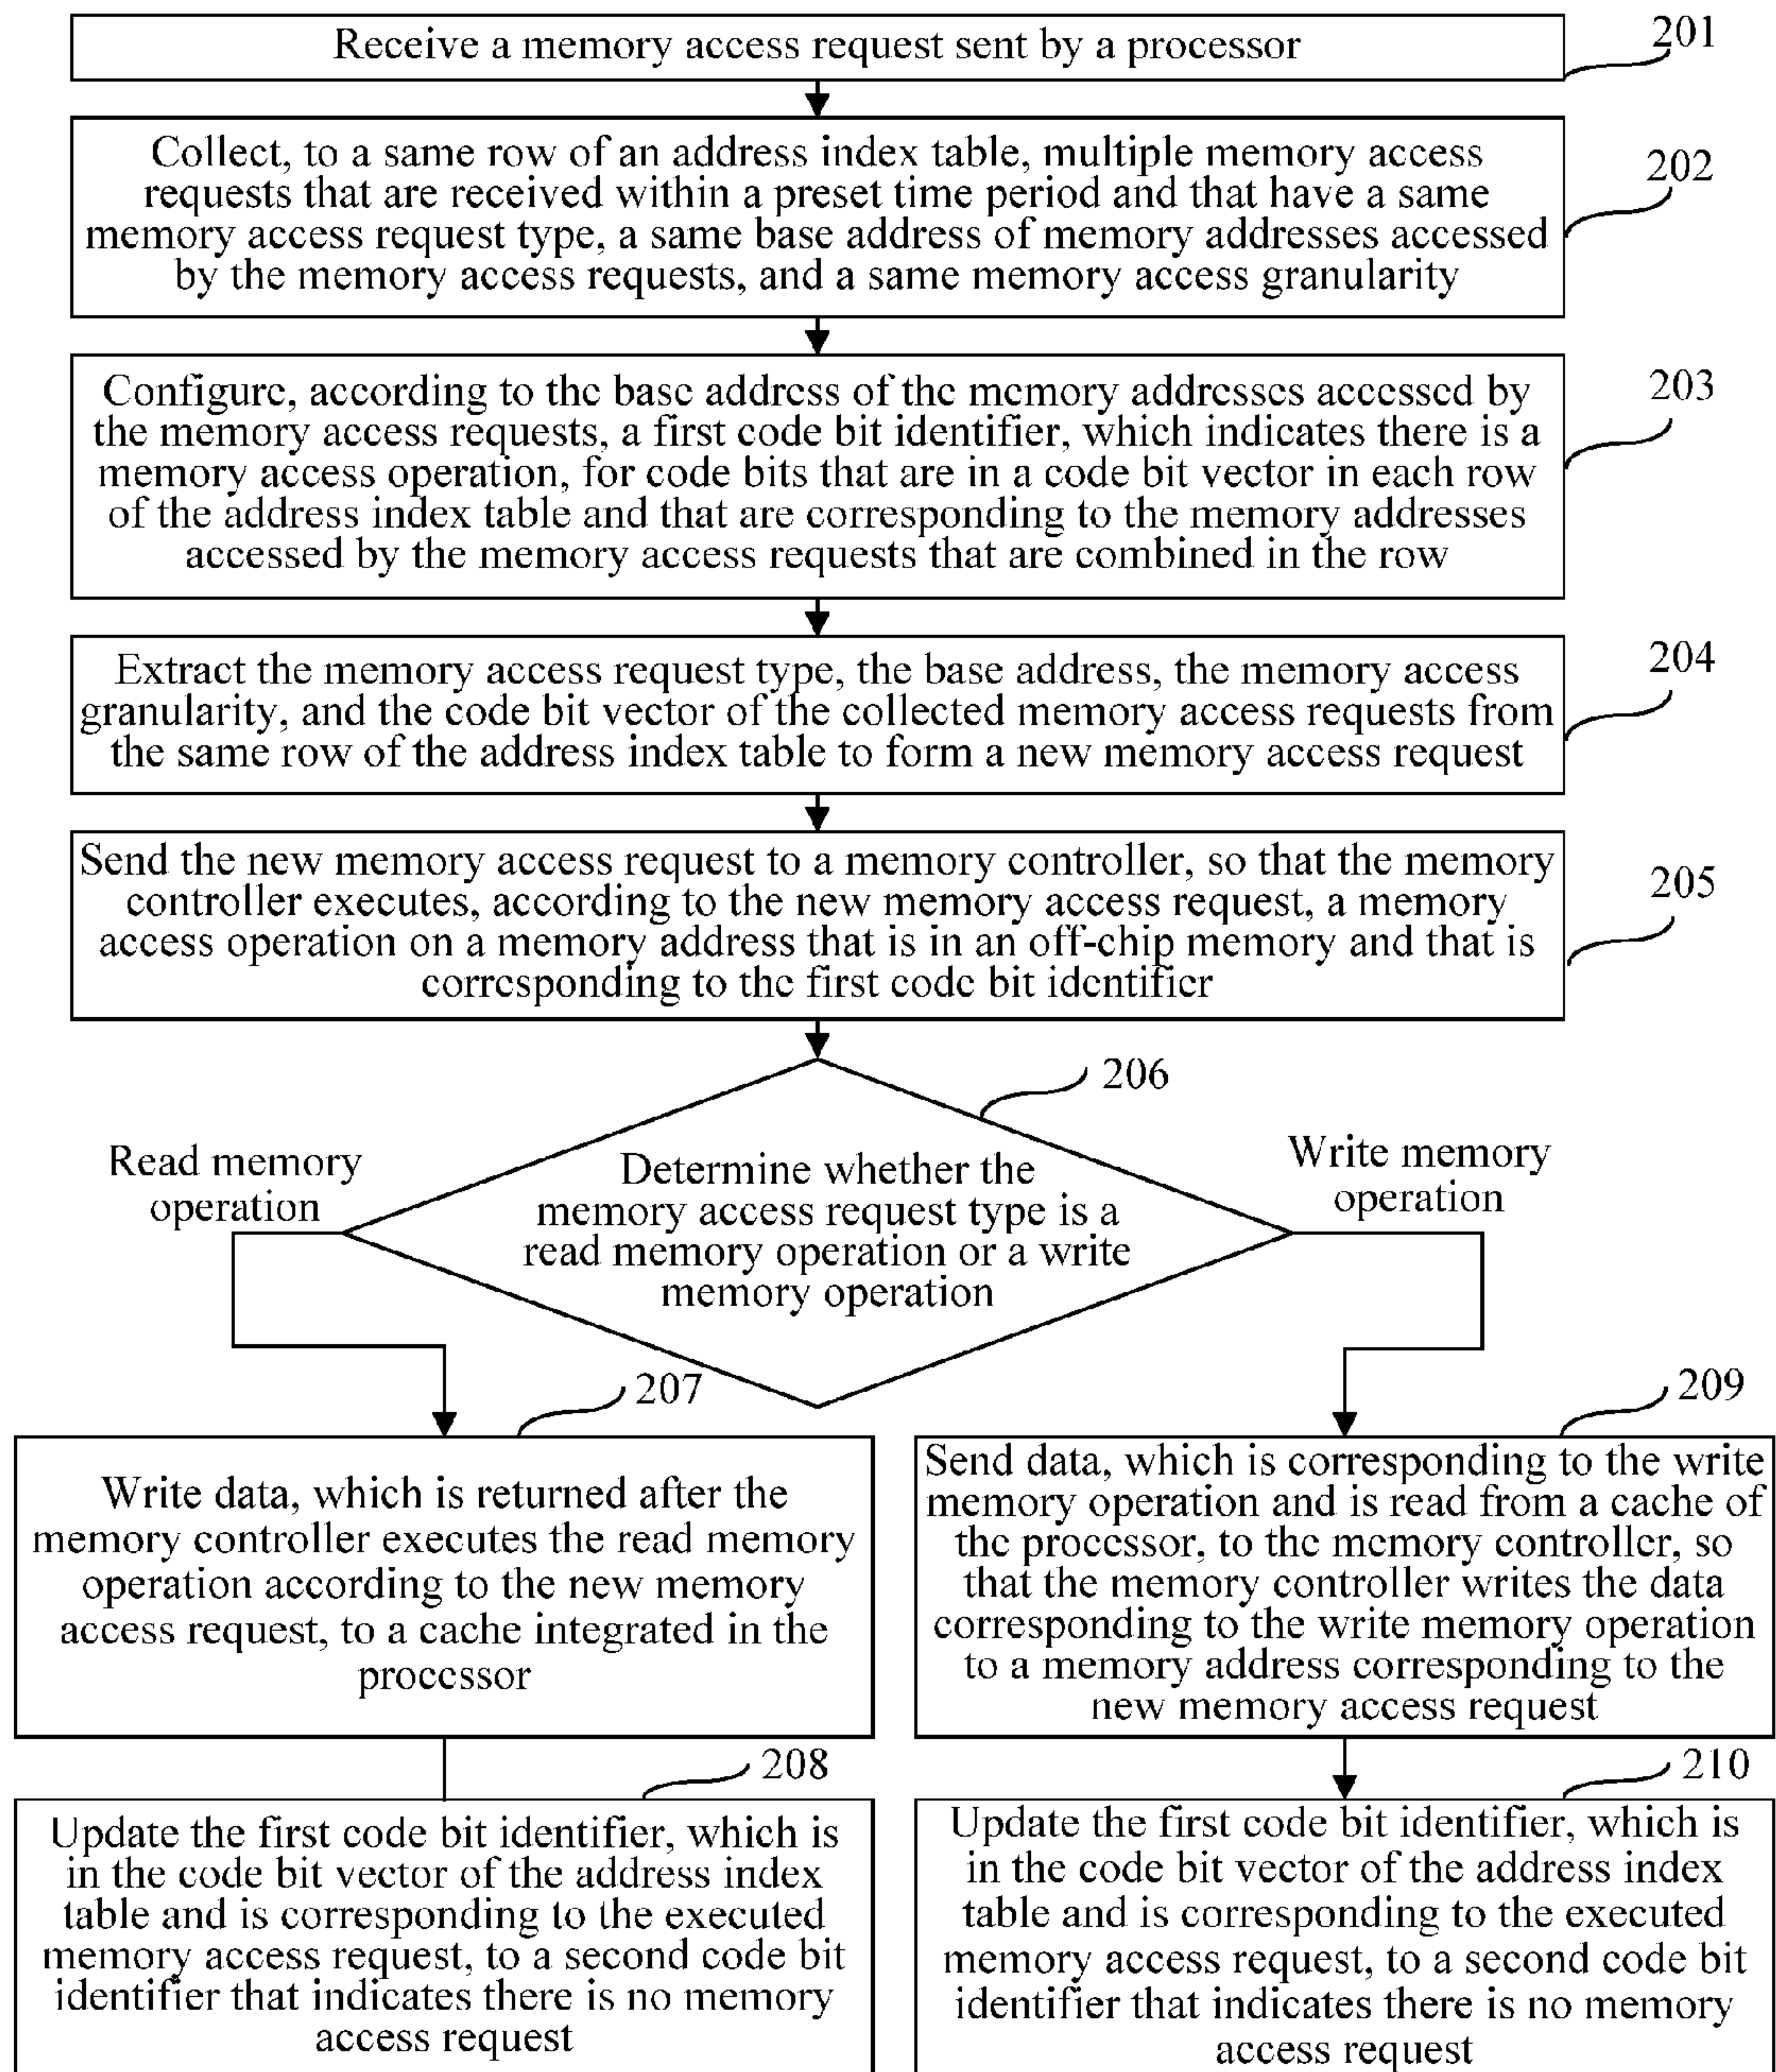 Receive a memory access request sent by a processor
201
Collect, to a same row of an address index table, multiple memory access
requests that are received within a preset time period and that have a same
memory access request type, a same base address of memory addresses accessed
by the memory access requests, and a same memory access granularity
202
Configure, according to the base address of the memory addresses accessed by
the memory access requests, a first code bit identifier, which indicates there is a
memory access operation, for code bits that are in a code bit vector in each row
of the address index table and that are corresponding to the memory addresses
accessed by the memory access requests that are combined in the row
203
Extract the memory access request type, the base address, the memory access
granularity, and the code bit vector of the collected memory access requests from
the same row of the address index table to form a new memory access request
204
Send the new memory access request to a memory controller, so that the memory
controller executes, according to the new memory access request, a memory
access operation on a memory address that is in an off-chip memory and that is
corresponding to the first code bit identifier
205
206
Read memory
operation
Determine whether the
memory access request type is a
read memory operation or a write
memory operation
Write memory
operation
207
Write data, which is returned after the
memory controller executes the read memory
operation according to the new memory
access request, to a cache integrated in the
processor
209
Send data, which is corresponding to the write
memory operation and is read from a cache of
the processor, to the memory controller, so
that the memory controller writes the data
corresponding to the write memory operation
to a memory address corresponding to the
new memory access request
208
Update the first code bit identifier, which is
in the code bit vector of the address index
table and is corresponding to the executed
memory access request, to a second code bit
identifier that indicates there is no memory
access request
210
Update the first code bit identifier, which is
in the code bit vector of the address index
table and is corresponding to the executed
memory access request, to a second code bit
identifier that indicates there is no memory
access request